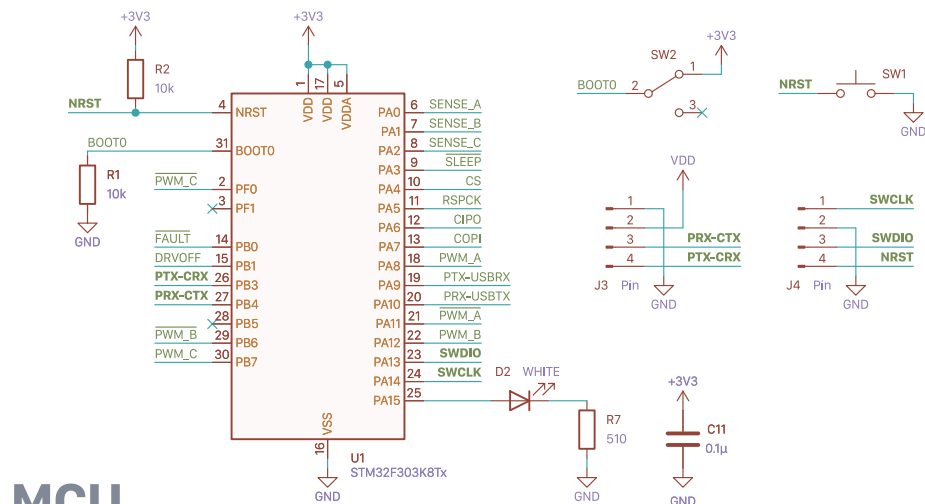 +3V3
R2
10k
NRST
4
NRST
BOOT0
31
BOOT0
R1
10k
GND
PWM_C
2
PF0
3
PF1
FAULT
14
PB0
DRVOFF
15
PB1
PTX-CRX
26
PB3
PRX-CTX
27
PB4
28
PB5
PWM_B
29
PB6
PWM_C
30
PB7
+3V3
1
17
5
VDD
VDD
VDDA
PA0
6
SENSE_A
PA1
7
SENSE_B
PA2
8
SENSE_C
PA3
9
SLEEP
PA4
10
CS
PA5
11
RSPCK
PA6
12
CIPO
PA7
13
COPI
PA8
18
PWM_A
PA9
19
PTX-USBRX
PA10
20
PRX-USBTX
PA11
21
PWM_A
PA12
22
PWM_B
PA13
23
SWDIO
PA14
24
SWCLK
PA15
25
VSS
16
GND
U1
STM32F303K8Tx
D2
WHITE
R7
510
GND
+3V3
C11
0.1µ
GND
SW2
+3V3
BOOT0
2
1
3
NRST
SW1
GND
VDD
1
2
3
PRX-CTX
4
PTX-CRX
J3
Pin
GND
1
SWCLK
2
3
SWDIO
4
NRST
J4
Pin
GND
MCU